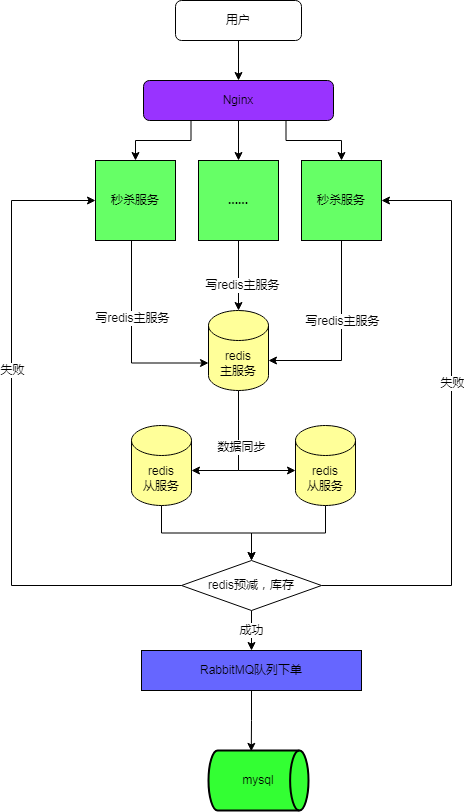 用户
Nginx
秒杀服务
......
秒杀服务
写redis主服务
写redis主服务
写redis主服务
redis
主服务
失败
失败
数据同步
redis
从服务
redis
从服务
redis预减，库存
成功
RabbitMQ队列下单
mysql